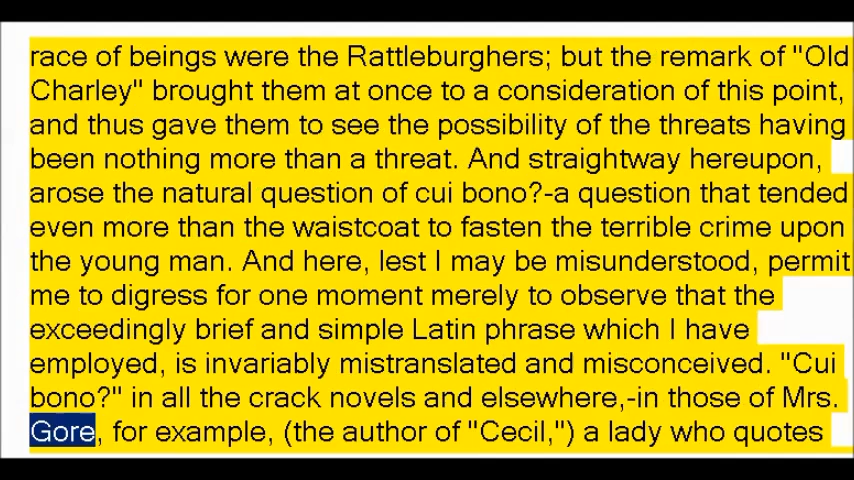 race of beings were the Rattleburghers; but the remark of "Old
Charley" brought them at once to a consideration of this point,
and thus gave them to see the possibility of the threats having
been nothing more than a threat. And straightway hereupon,
arose the natural question of cui bono?-a question that tended
even more than the waistcoat to fasten the terrible crime upon
the young man. And here, lest I may be misunderstood, permit
me to digress for one moment merely to observe that the
exceedingly brief and simple Latin phrase which I have
employed, is invariably mistranslated and misconceived. "Cui
bono?" in all the crack novels and elsewhere,-in those of Mrs.
Gore, for example, (the author of "Cecil,") a lady who quotes